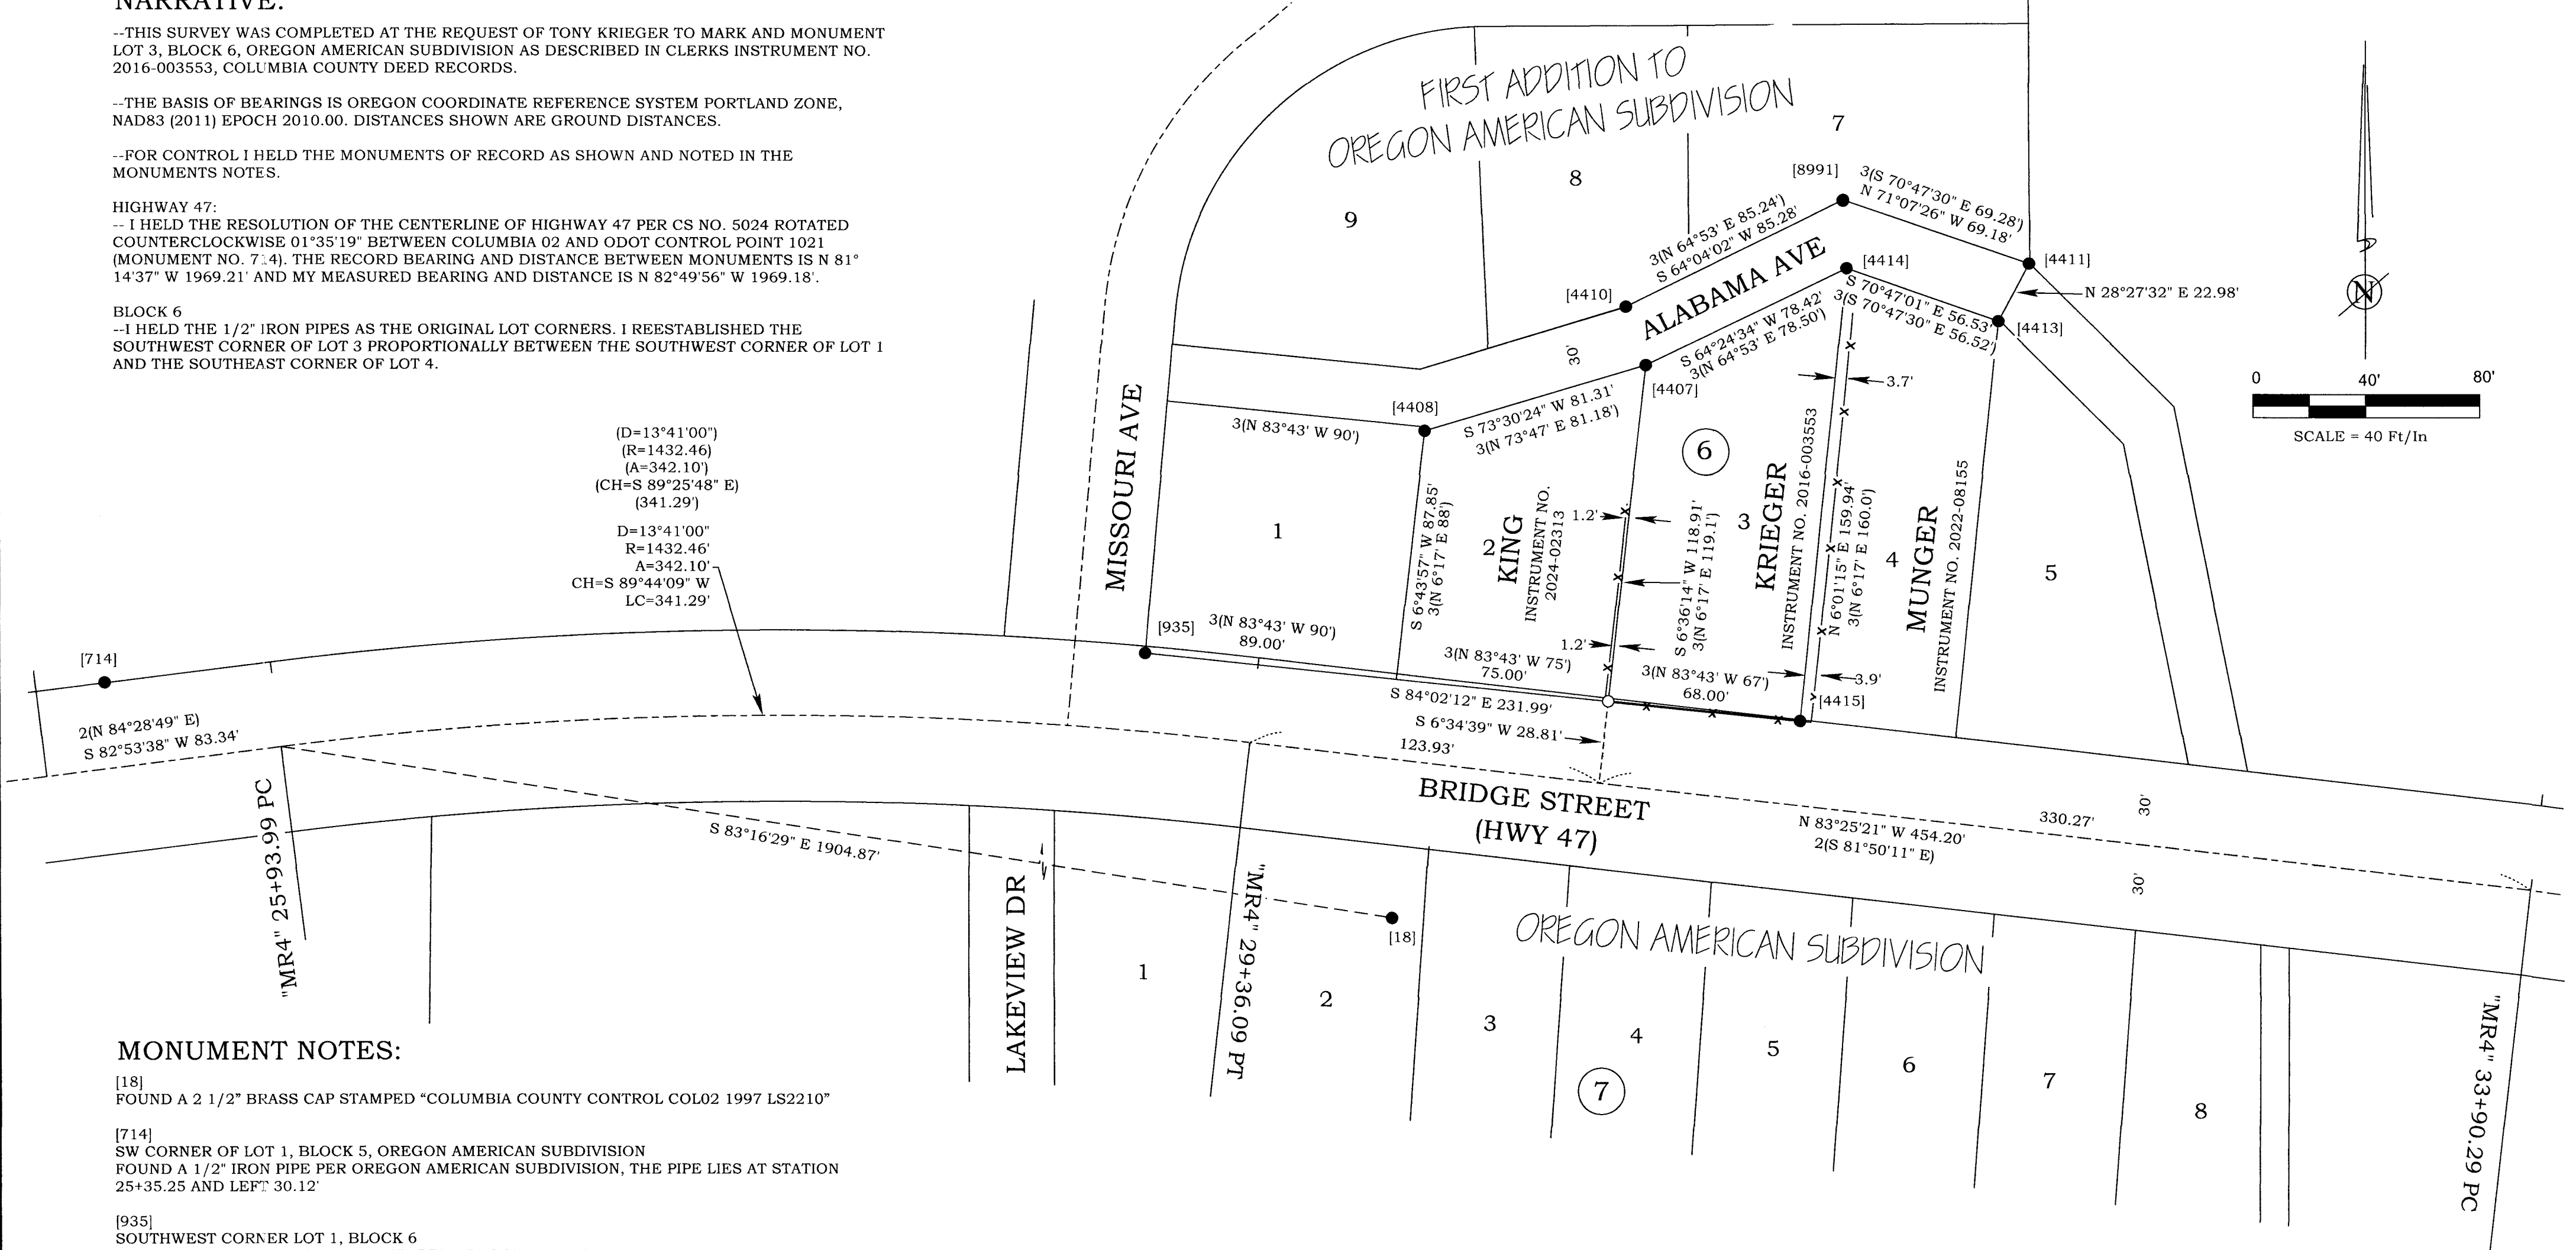 NARRATIVE:
--THIS SURVEY WAS COMPLETED AT THE REQUEST OF TONY KRIEGER TO MARK AND MONUMENT
LOT 3, BLOCK 6, OREGON AMERICAN SUBDIVISION AS DESCRIBED IN CLERKS INSTRUMENT NO.
2016-003553, COLUMBIA COUNTY DEED RECORDS.
--THE BASIS OF BEARINGS IS OREGON COORDINATE REFERENCE SYSTEM PORTLAND ZONE,
NAD83 (2011) EPOCH 2010.00. DISTANCES SHOWN ARE GROUND DISTANCES.
--FOR CONTROL I HELD THE MONUMENTS OF RECORD AS SHOWN AND NOTED IN THE
MONUMENTS NOTES.
HIGHWAY 47:
-- I HELD THE RESOLUTION OF THE CENTERLINE OF HIGHWAY 47 PER CS NO. 5024 ROTATED
COUNTERCLOCKWISE 01°35'19" BETWEEN COLUMBIA 02 AND ODOT CONTROL POINT 1021
(MONUMENT NO. 714). THE RECORD BEARING AND DISTANCE BETWEEN MONUMENTS IS N 81°
14'37" W 1969.21' AND MY MEASURED BEARING AND DISTANCE IS N 82°49'56" W 1969.18'.
BLOCK 6
--I HELD THE 1/2" IRON PIPES AS THE ORIGINAL LOT CORNERS. I REESTABLISHED THE
SOUTHWEST CORNER OF LOT 3 PROPORTIONALLY BETWEEN THE SOUTHWEST CORNER OF LOT 1
AND THE SOUTHEAST CORNER OF LOT 4.
(D=13°41'00")
(R=1432.46)
(A=342.10')
(CH=S 89°25'48" E)
(341.29')
D=13°41'00"
R=1432.46'
A=342.10'
CH=S 89°44'09" W
LC=341.29'
FIRST ADDITION TO
OREGON AMERICAN SUBDIVISION
7
8
9
[8991]
3(S 70°47'30" E 69.28')
N 71°07'26" W 69.18'
3(N 64°53' E 85.24')
S 64°04'02" W 85.28'
[4410]
ALABAMA AVE
30'
[4414]
[4411]
N 28°27'32" E 22.98'
S 70°47'01" E 56.53'
3(S 70°47'30" E 56.52')
[4413]
S 64°24'34" W 78.42'
3(N 64°53' E 78.50')
[4407]
[4408]
S 73°30'24" W 81.31'
3(N 73°47' E 81.18')
3(N 83°43' W 90')
N
0 40' 80'
SCALE = 40 Ft/In
MISSOURI AVE
1
S 6°43'57" W 87.85'
3(N 6°17' E 88')
2
KING
INSTRUMENT NO.
2024-02313
1.2'
1.2'
6
S 6°36'14" W 118.91'
3(N 6°17' E 119.1')
3
KRIEGER
INSTRUMENT NO. 2016-003553
3.7'
N 6°01'15" E 159.94'
3(N 6°17' E 160.0')
4
MUNGER
INSTRUMENT NO. 2022-08155
5
3.9'
[4415]
[935]
3(N 83°43' W 90')
89.00'
3(N 83°43' W 75')
75.00'
3(N 83°43' W 67')
68.00'
S 84°02'12" E 231.99'
S 6°34'39" W 28.81'
123.93'
[714]
2(N 84°28'49" E)
S 82°53'38" W 83.34'
"MR4" 25+93.99 PC
S 83°16'29" E 1904.87'
BRIDGE STREET
(HWY 47)
N 83°25'21" W 454.20'
2(S 81°50'11" E)
330.27'
30'
30'
LAKEVIEW DR
"MR4" 29+36.09 PT
[18]
OREGON AMERICAN SUBDIVISION
1
2
3
4
5
6
7
8
7
"MR4" 33+90.29 PC
MONUMENT NOTES:
[18]
FOUND A 2 1/2” BRASS CAP STAMPED “COLUMBIA COUNTY CONTROL COL02 1997 LS2210”
[714]
SW CORNER OF LOT 1, BLOCK 5, OREGON AMERICAN SUBDIVISION
FOUND A 1/2" IRON PIPE PER OREGON AMERICAN SUBDIVISION, THE PIPE LIES AT STATION
25+35.25 AND LEFT 30.12'
[935]
SOUTHWEST CORNER LOT 1, BLOCK 6